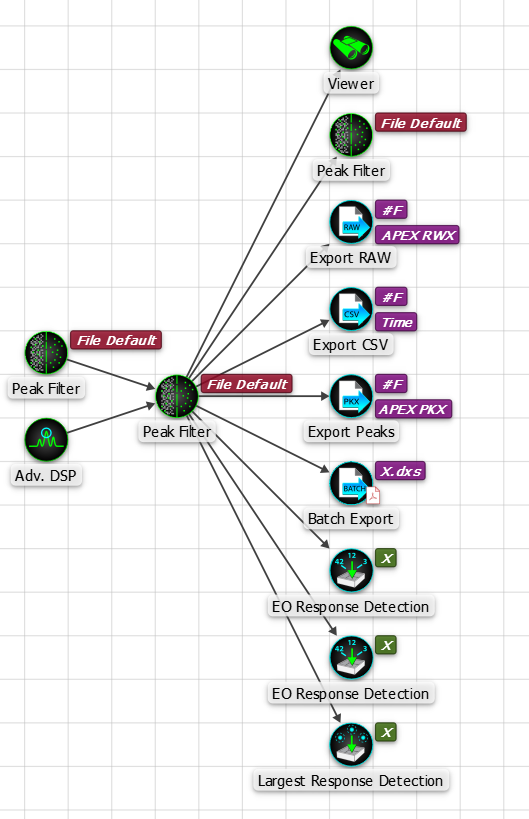 Viewer
File Default
Peak Filter
#F
RAW
APEX RWX
Export RAW
#F
CSV
Time
Export CSV
File Default
Peak Filter
File Default
Peak Filter
#F
PKX
APEX PKX
Export Peaks
Adv. DSP
X.dxs
BATCH
Batch Export
X
42 12 3
EO Response Detection
X
42 12 3
EO Response Detection
X
Largest Response Detection